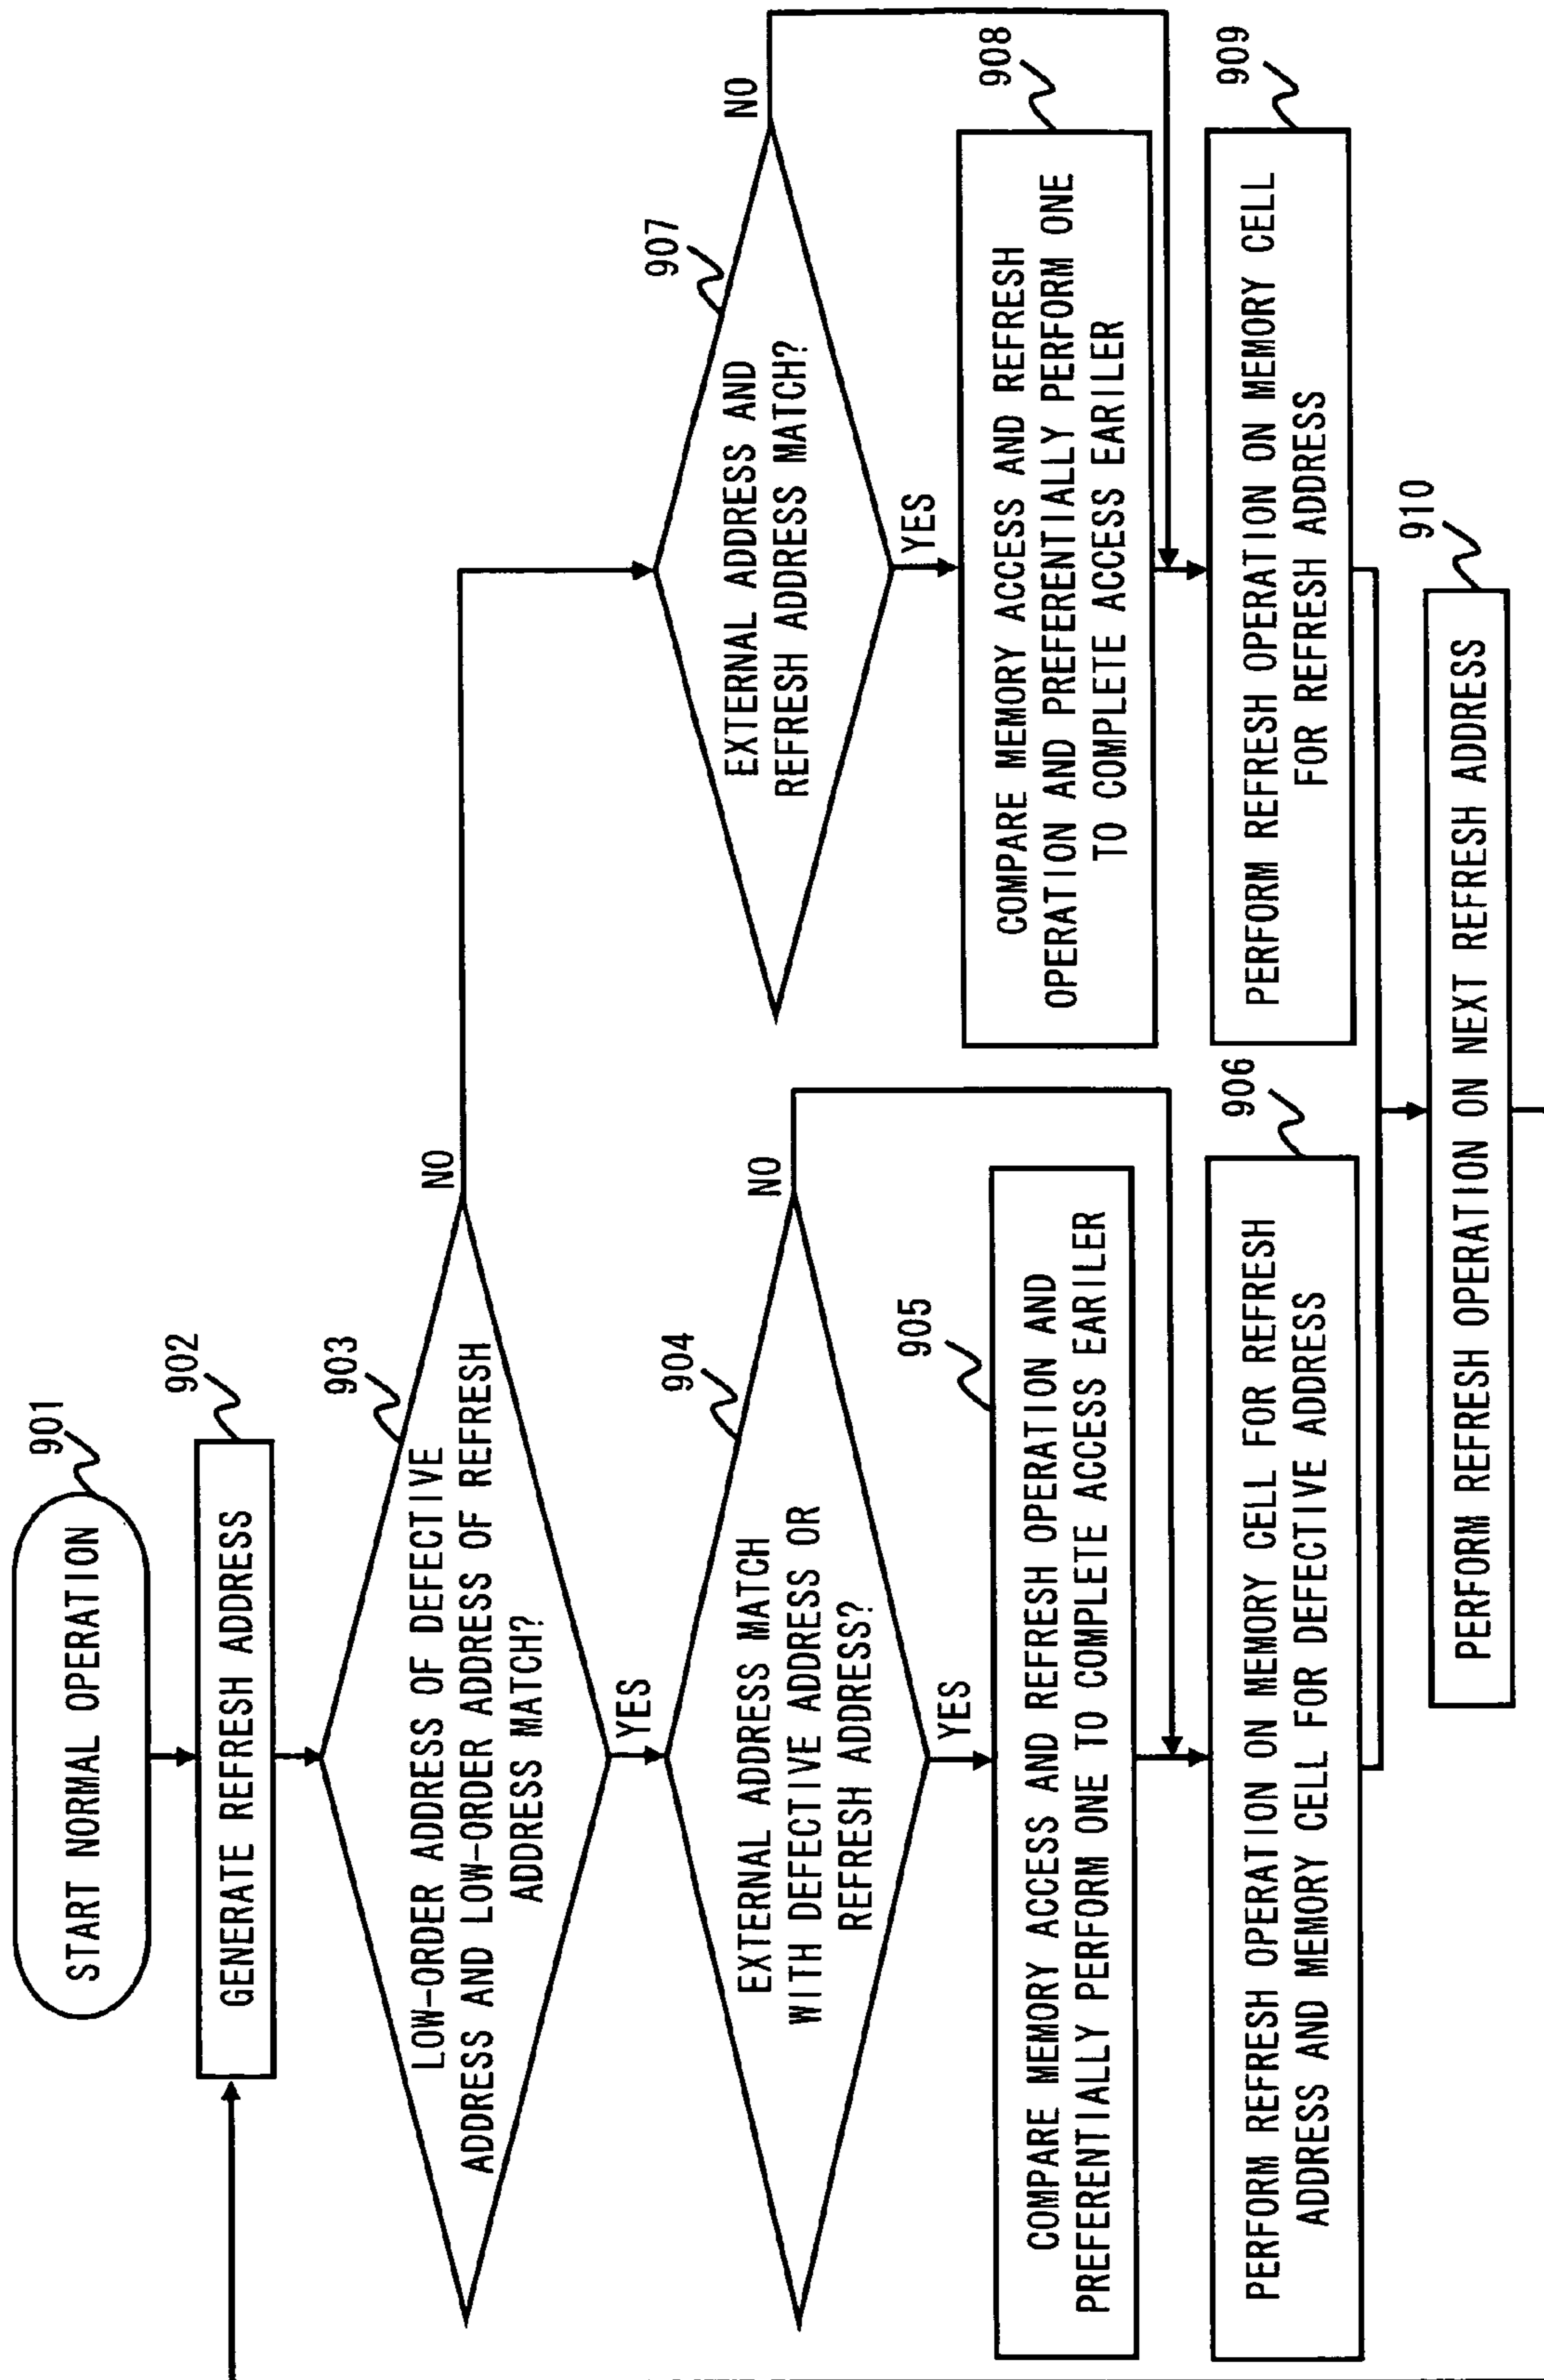 901
START NORMAL OPERATION
902
GENERATE REFRESH ADDRESS
903
LOW-ORDER ADDRESS OF DEFECTIVE
ADDRESS AND LOW-ORDER ADDRESS OF REFRESH
ADDRESS MATCH?
NO
YES
904
EXTERNAL ADDRESS MATCH
WITH DEFECTIVE ADDRESS OR
REFRESH ADDRESS?
NO
YES
905
COMPARE MEMORY ACCESS AND REFRESH OPERATION AND
PREFERENTIALLY PERFORM ONE TO COMPLETE ACCESS EARILER
906
PERFORM REFRESH OPERATION ON MEMORY CELL FOR REFRESH
ADDRESS AND MEMORY CELL FOR DEFECTIVE ADDRESS
907
EXTERNAL ADDRESS AND
REFRESH ADDRESS MATCH?
NO
YES
908
COMPARE MEMORY ACCESS AND REFRESH
OPERATION AND PREFERENTIALLY PERFORM ONE
TO COMPLETE ACCESS EARILER
909
PERFORM REFRESH OPERATION ON MEMORY CELL
FOR REFRESH ADDRESS
910
PERFORM REFRESH OPERATION ON NEXT REFRESH ADDRESS